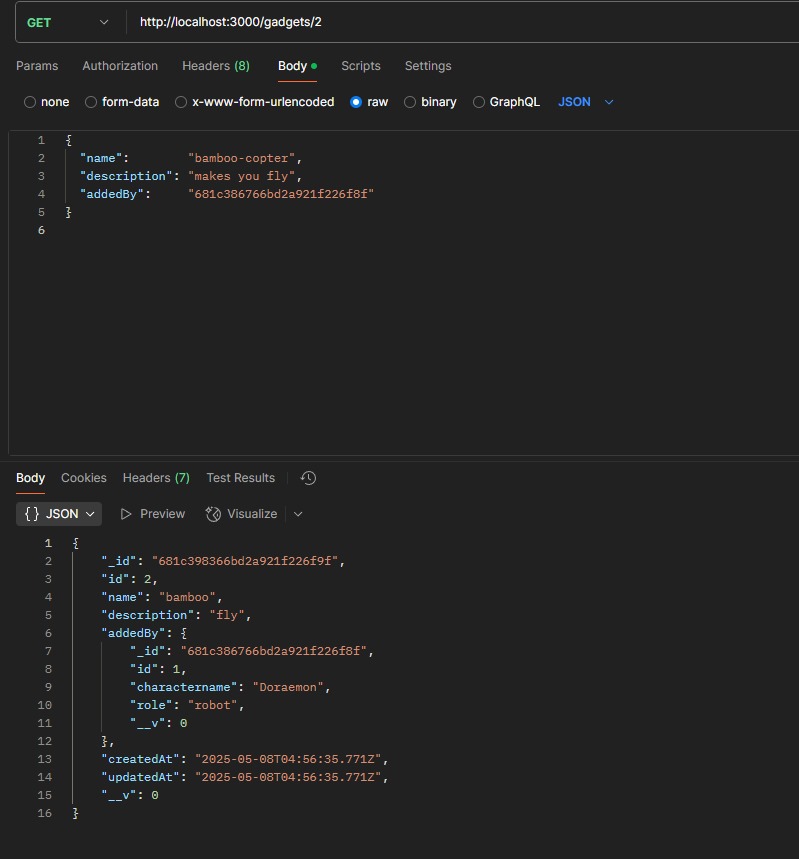 GET http://localhost:3000/gadgets/2
Params Authorization Headers (8) Body Scripts Settings
none form-data x-www-form-urlencoded raw binary GraphQL JSON
1 {
2 "name": "bamboo-copter",
3 "description": "makes you fly",
4 "addedBy": "681c386766bd2a921f226f8f"
5 }
6
Body Cookies Headers (7) Test Results
{} JSON Preview Visualize
1 {
2 "_id": "681c398366bd2a921f226f9f",
3 "id": 2,
4 "name": "bamboo",
5 "description": "fly",
6 "addedBy": {
7 "_id": "681c386766bd2a921f226f8f",
8 "id": 1,
9 "charactername": "Doraemon",
10 "role": "robot",
11 "__v": 0
12 },
13 "createdAt": "2025-05-08T04:56:35.771Z",
14 "updatedAt": "2025-05-08T04:56:35.771Z",
15 "__v": 0
16 }